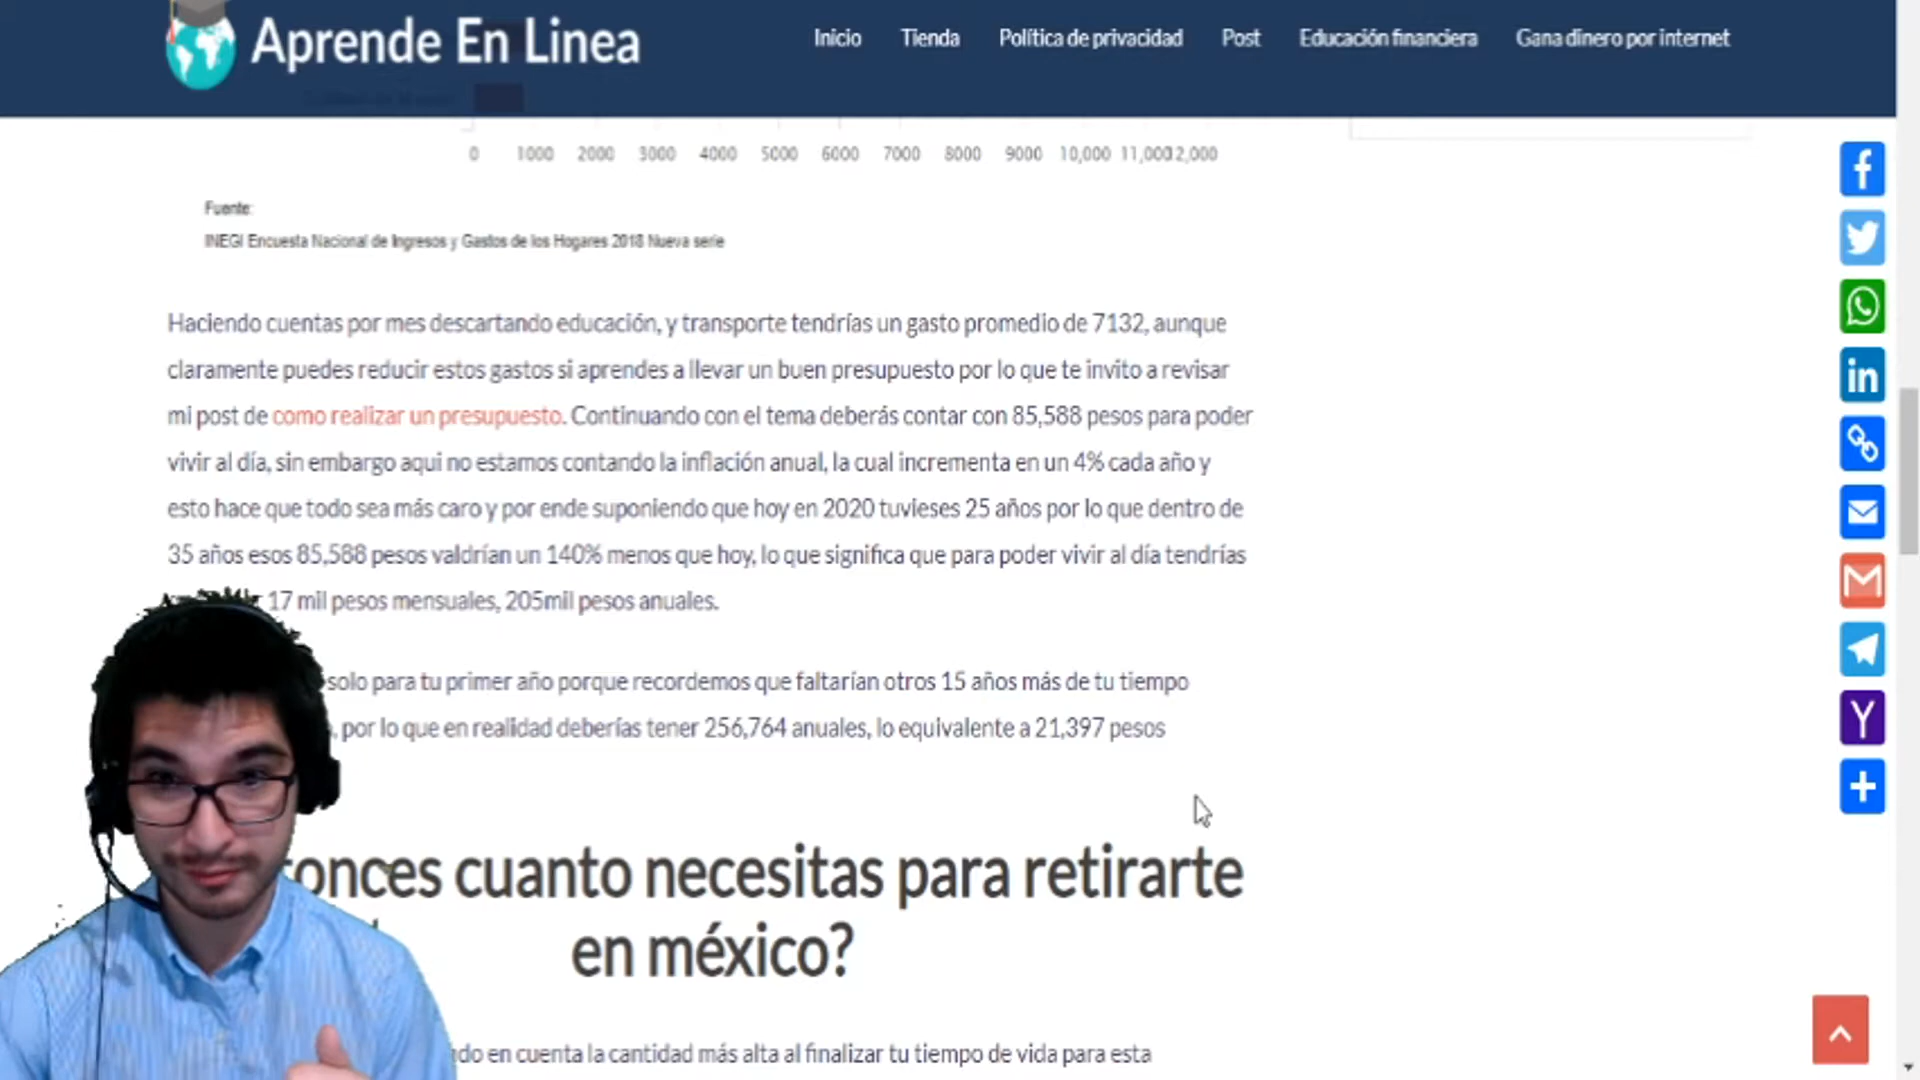 Aprende En Linea
Inicio Tienda Política de privacidad Post Educación financiera Gana dinero por internet
0 1000 2000 3000 4000 5000 6000 7000 8000 9000 10,000 11,000 12,000
Fuente:
INEGI Encuesta Nacional de Ingresos y Gastos de los Hogares 2018 Nueva serie
Haciendo cuentas por mes descartando educación, y transporte tendrías un gasto promedio de 7132, aunque
claramente puedes reducir estos gastos si aprendes a llevar un buen presupuesto por lo que te invito a revisar
mi post de como realizar un presupuesto. Continuando con el tema deberás contar con 85,588 pesos para poder
vivir al día, sin embargo aqui no estamos contando la inflación anual, la cual incrementa en un 4% cada año y
esto hace que todo sea más caro y por ende suponiendo que hoy en 2020 tuvieses 25 años por lo que dentro de
35 años esos 85,588 pesos valdrían un 140% menos que hoy, lo que significa que para poder vivir al día tendrías
17 mil pesos mensuales, 205mil pesos anuales.
solo para tu primer año porque recordemos que faltarían otros 15 años más de tu tiempo
, por lo que en realidad deberías tener 256,764 anuales, lo equivalente a 21,397 pesos
onces cuanto necesitas para retirarte
en méxico?
do en cuenta la cantidad más alta al finalizar tu tiempo de vida para esta